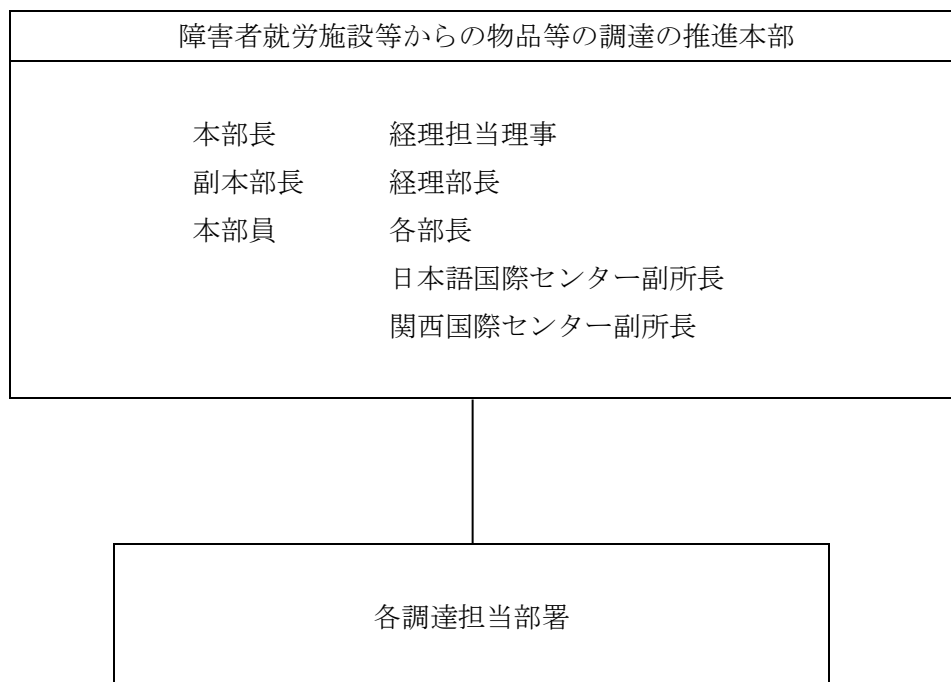 障害者就労施設等からの物品等の調達の推進本部
本部長 経理担当理事
副本部長 経理部長
本部員 各部長
日本語国際センター副所長
関西国際センター副所長
各調達担当部署